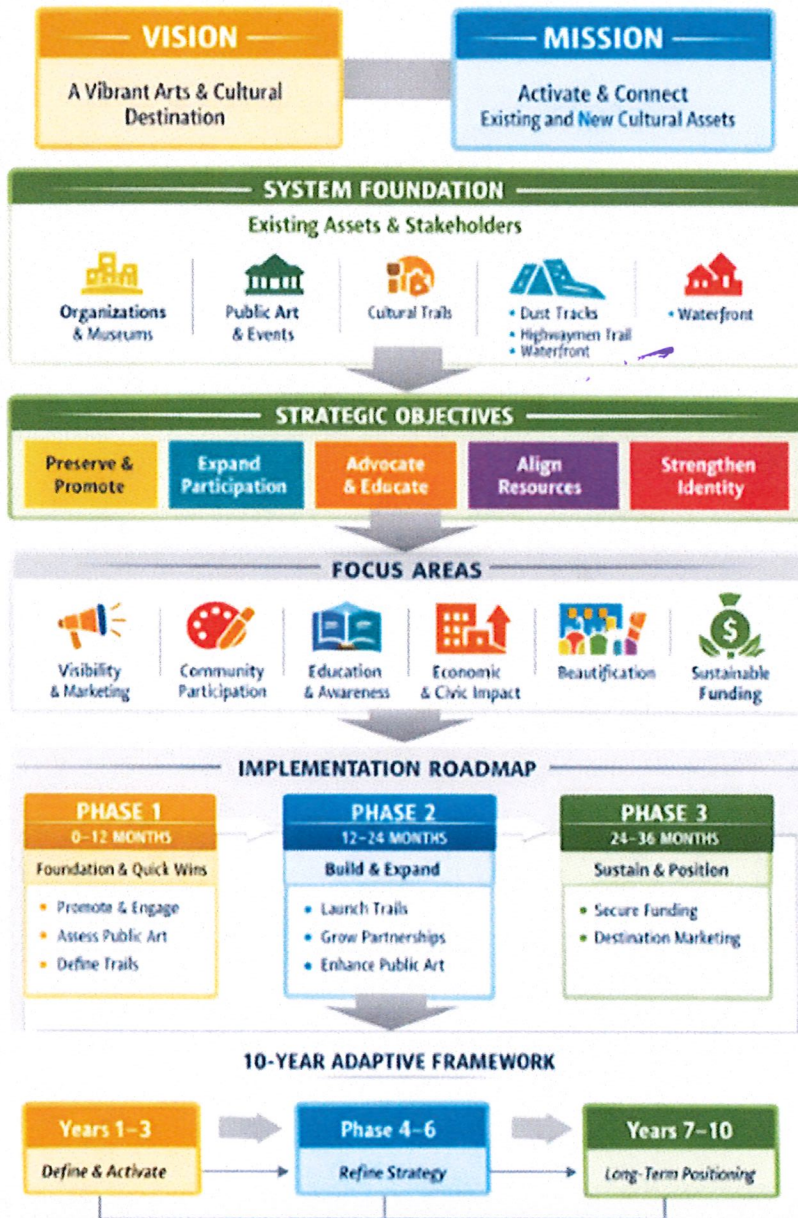 VISION
A Vibrant Arts & Cultural
Destination
MISSION
Activate & Connect
Existing and New Cultural Assets
SYSTEM FOUNDATION
Existing Assets & Stakeholders
Organizations
& Museums
Public Art
& Events
Cultural Trails
• Dust Tracks
• Highwaymen Trail
• Waterfront
• Waterfront
STRATEGIC OBJECTIVES
Preserve &
Promote
Expand
Participation
Advocate
& Educate
Align
Resources
Strengthen
Identity
FOCUS AREAS
Visibility
& Marketing
Community
Participation
Education
& Awareness
Economic
& Civic Impact
Beautification
Sustainable
Funding
$
IMPLEMENTATION ROADMAP
PHASE 1
0–12 MONTHS
Foundation & Quick Wins
• Promote & Engage
• Assess Public Art
• Define Trails
PHASE 2
12–24 MONTHS
Build & Expand
• Launch Trails
• Grow Partnerships
• Enhance Public Art
PHASE 3
24–36 MONTHS
Sustain & Position
• Secure Funding
• Destination Marketing
10-YEAR ADAPTIVE FRAMEWORK
Years 1–3
Define & Activate
Phase 4–6
Refine Strategy
Years 7–10
Long-Term Positioning